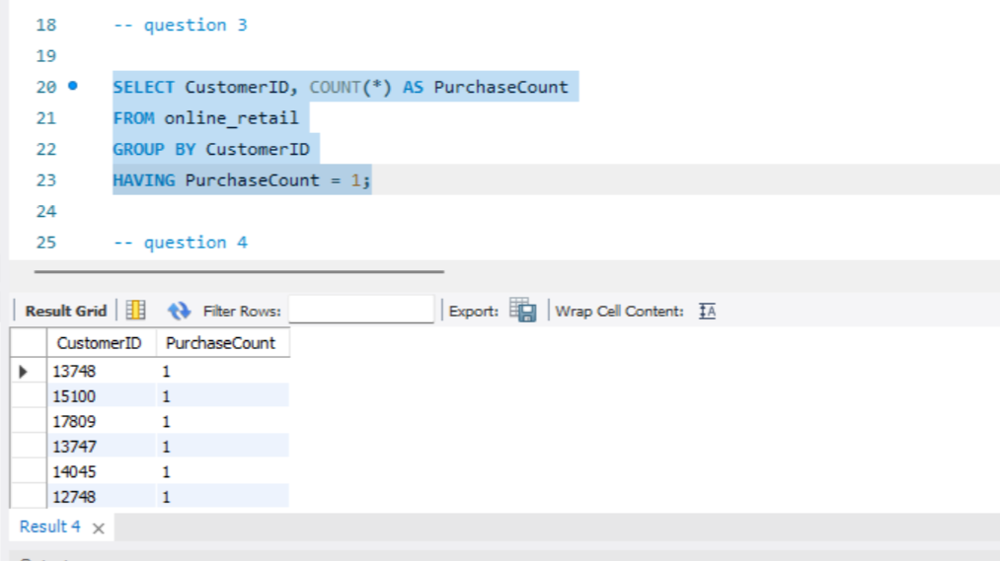 18 -- question 3
19
20 SELECT CustomerID, COUNT(*) AS PurchaseCount
21 FROM online_retail
22 GROUP BY CustomerID
23 HAVING PurchaseCount = 1;
24
25 -- question 4
Result Grid Filter Rows: Export: Wrap Cell Content: IA
CustomerID PurchaseCount
13748 1
15100 1
17809 1
13747 1
14045 1
12748 1
Result 4 ×